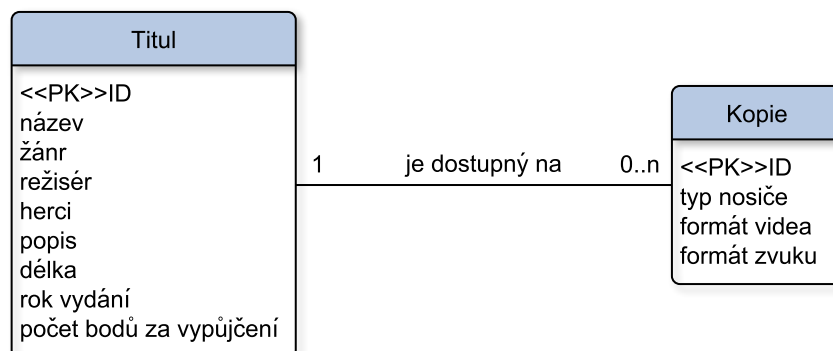 Titul
<<PK>>ID
název
žánr
režisér
herci
popis
délka
rok vydání
počet bodů za vypůjčení
1
je dostupný na
0..n
Kopie
<<PK>>ID
typ nosiče
formát videa
formát zvuku